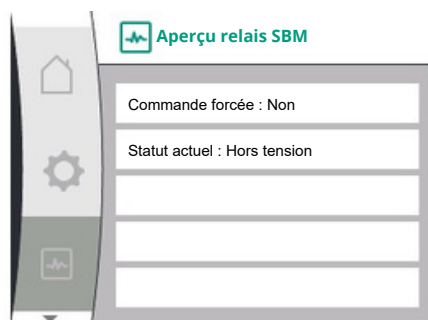 Aperçu relais SBM
Commande forcée : Non
Statut actuel : Hors tension